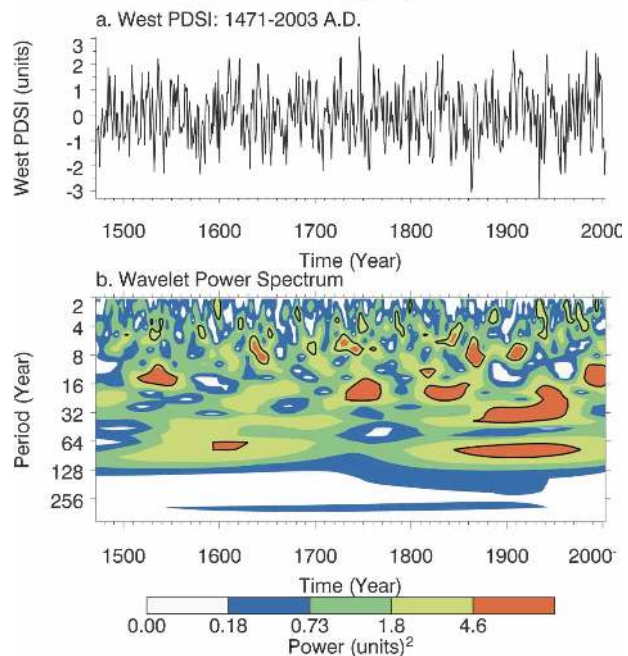 a. West PDSI: 1471-2003 A.D.
West PDSI (units)
3
2
1
0
-1
-2
-3
1500 1600 1700 1800 1900 2000
Time (Year)
b. Wavelet Power Spectrum
Period (Year)
2
4
8
16
32
64
128
256
1500 1600 1700 1800 1900 2000
Time (Year)
0.00 0.18 0.73 1.8 4.6
Power (units)2